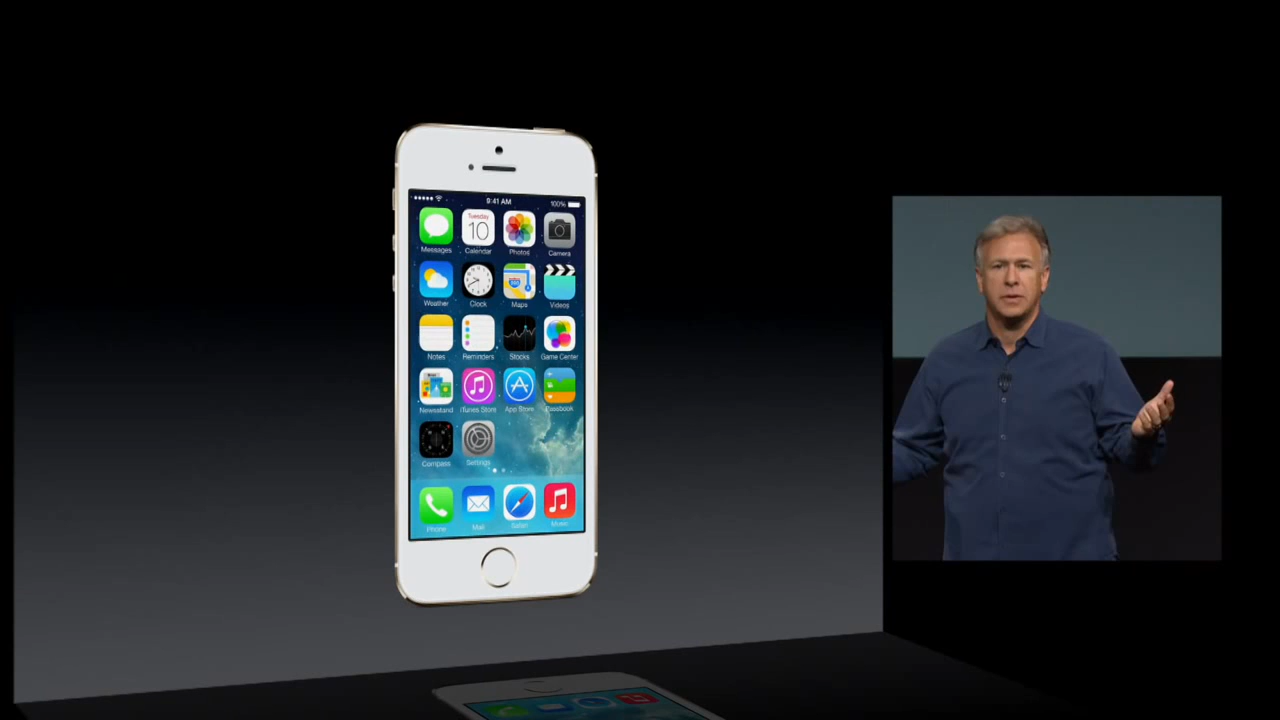 9:41 AM 100%
Tuesday
10
Messages Calendar Photos Camera
280
Weather Clock Maps Videos
Notes Reminders Stocks Game Center
Newsstand iTunes Store App Store Passbook
Compass Settings
Phone Mail Safari Music